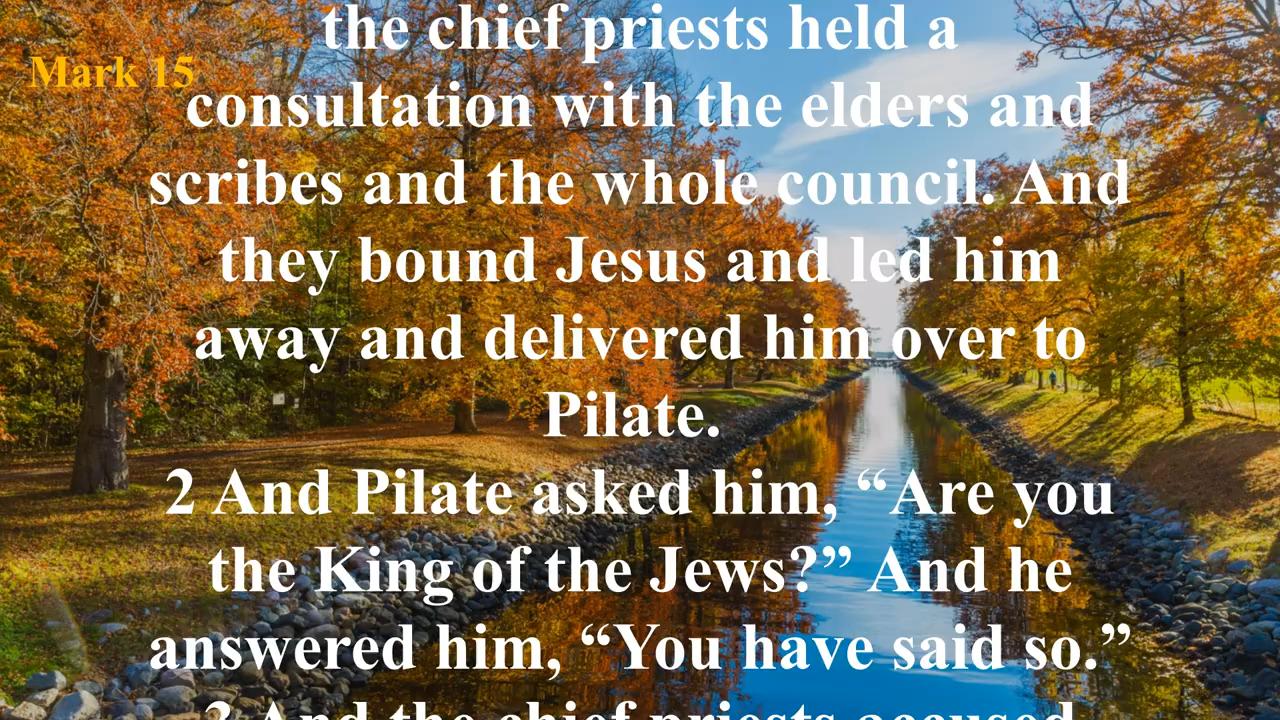 the chief priests held a
Mark 15
consultation with the elders and
scribes and the whole council. And
they bound Jesus and led him
away and delivered him over to
Pilate.
2 And Pilate asked him, “Are you
the King of the Jews?” And he
answered him, “You have said so.”
3 And the chief priests accused